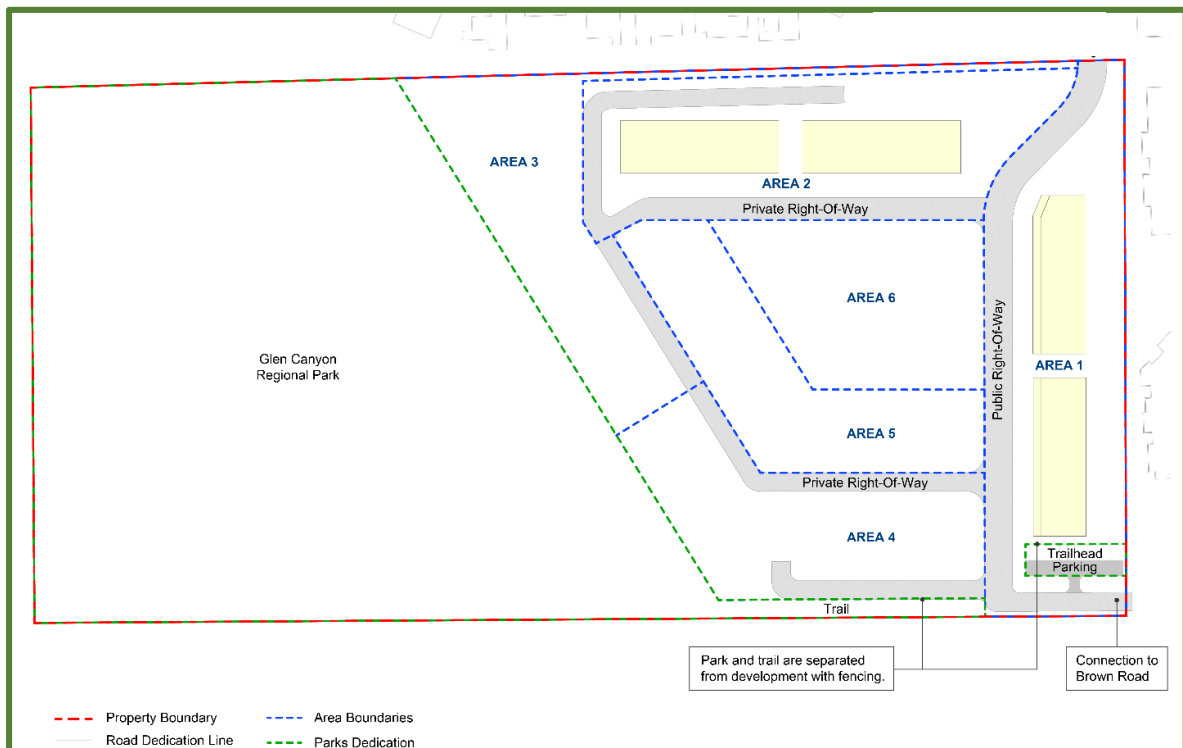 AREA 3
AREA 2
Private Right-Of-Way
AREA 6
Glen Canyon
Regional Park
Public Right-Of-Way
AREA 1
AREA 5
Private Right-Of-Way
AREA 4
Trailhead
Parking
Trail
Park and trail are separated
from development with fencing.
Connection to
Brown Road
Property Boundary
Area Boundaries
Road Dedication Line
Parks Dedication